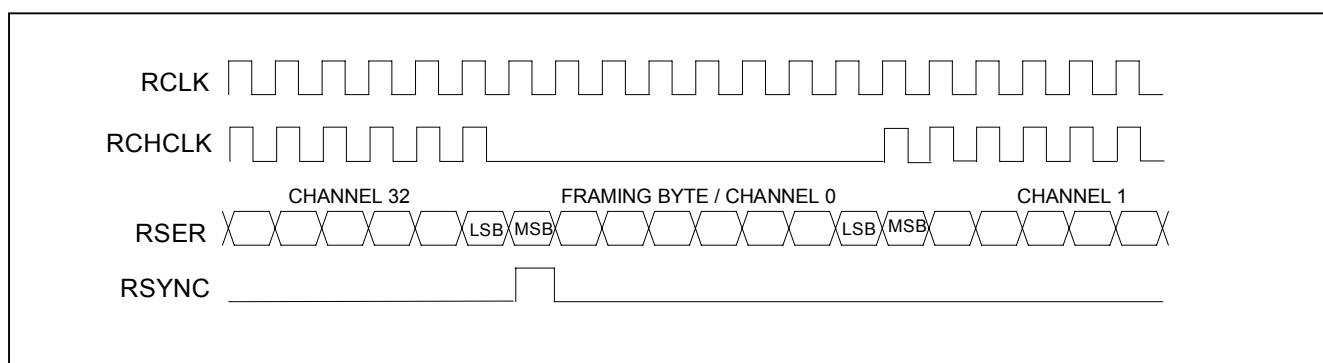 RCLK
RCHCLK
CHANNEL 32 FRAMING BYTE / CHANNEL 0 CHANNEL 1
RSER LSB MSB LSB MSB
RSYNC